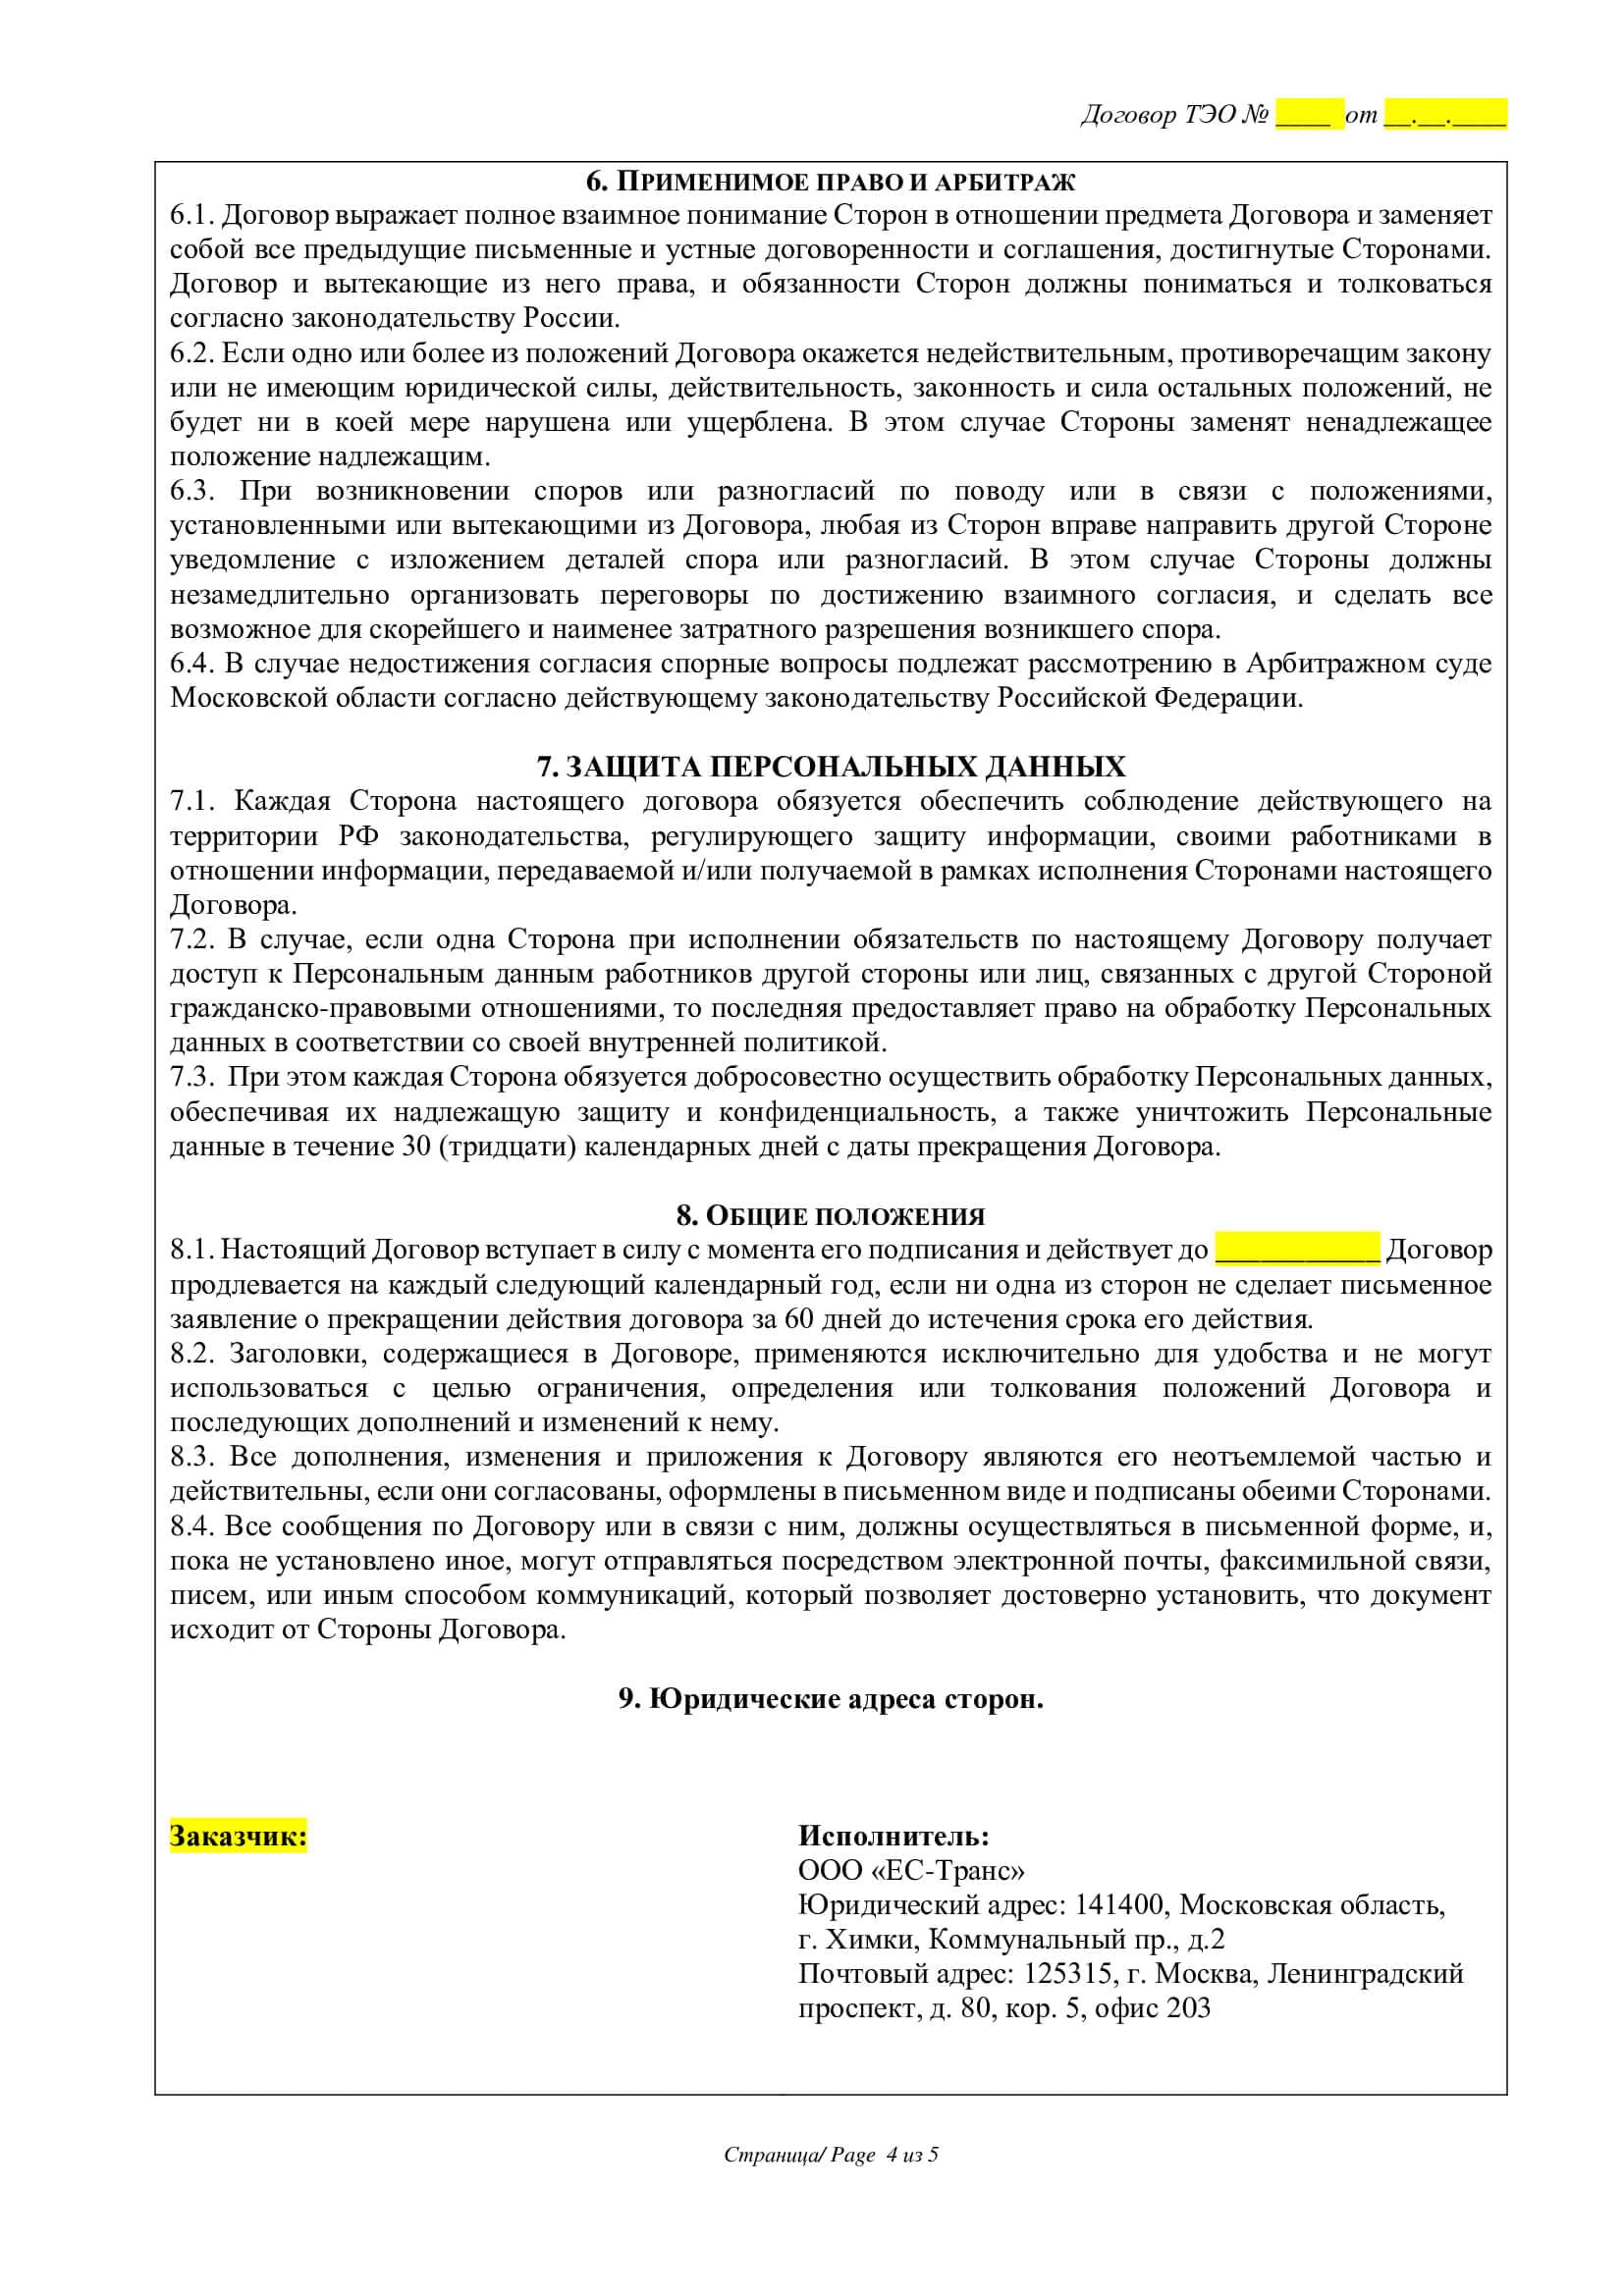 Договор ТЭО № ____ от __.__.____
6. ПРИМЕНИМОЕ ПРАВО И АРБИТРАЖ
6.1. Договор выражает полное взаимное понимание Сторон в отношении предмета Договора и заменяет
собой все предыдущие письменные и устные договоренности и соглашения, достигнутые Сторонами.
Договор и вытекающие из него права, и обязанности Сторон должны пониматься и толковаться
согласно законодательству России.
6.2. Если одно или более из положений Договора окажется недействительным, противоречащим закону
или не имеющим юридической силы, действительность, законность и сила остальных положений, не
будет ни в коей мере нарушена или ущерблена. В этом случае Стороны заменят ненадлежащее
положение надлежащим.
6.3. При возникновении споров или разногласий по поводу или в связи с положениями,
установленными или вытекающими из Договора, любая из Сторон вправе направить другой Стороне
уведомление с изложением деталей спора или разногласий. В этом случае Стороны должны
незамедлительно организовать переговоры по достижению взаимного согласия, и сделать все
возможное для скорейшего и наименее затратного разрешения возникшего спора.
6.4. В случае недостижения согласия спорные вопросы подлежат рассмотрению в Арбитражном суде
Московской области согласно действующему законодательству Российской Федерации.
7. ЗАЩИТА ПЕРСОНАЛЬНЫХ ДАННЫХ
7.1. Каждая Сторона настоящего договора обязуется обеспечить соблюдение действующего на
территории РФ законодательства, регулирующего защиту информации, своими работниками в
отношении информации, передаваемой и/или получаемой в рамках исполнения Сторонами настоящего
Договора.
7.2. В случае, если одна Сторона при исполнении обязательств по настоящему Договору получает
доступ к Персональным данным работников другой стороны или лиц, связанных с другой Стороной
гражданско-правовыми отношениями, то последняя предоставляет право на обработку Персональных
данных в соответствии со своей внутренней политикой.
7.3. При этом каждая Сторона обязуется добросовестно осуществить обработку Персональных данных,
обеспечивая их надлежащую защиту и конфиденциальность, а также уничтожить Персональные
данные в течение 30 (тридцати) календарных дней с даты прекращения Договора.
8. ОБЩИЕ ПОЛОЖЕНИЯ
8.1. Настоящий Договор вступает в силу с момента его подписания и действует до ___________ Договор
продлевается на каждый следующий календарный год, если ни одна из сторон не сделает письменное
заявление о прекращении действия договора за 60 дней до истечения срока его действия.
8.2. Заголовки, содержащиеся в Договоре, применяются исключительно для удобства и не могут
использоваться с целью ограничения, определения или толкования положений Договора и
последующих дополнений и изменений к нему.
8.3. Все дополнения, изменения и приложения к Договору являются его неотъемлемой частью и
действительны, если они согласованы, оформлены в письменном виде и подписаны обеими Сторонами.
8.4. Все сообщения по Договору или в связи с ним, должны осуществляться в письменной форме, и,
пока не установлено иное, могут отправляться посредством электронной почты, факсимильной связи,
писем, или иным способом коммуникаций, который позволяет достоверно установить, что документ
исходит от Стороны Договора.
9. Юридические адреса сторон.
Заказчик:
Исполнитель:
ООО «ЕС-Транс»
Юридический адрес: 141400, Московская область,
г. Химки, Коммунальный пр., д.2
Почтовый адрес: 125315, г. Москва, Ленинградский
проспект, д. 80, кор. 5, офис 203
Страница/ Page 4 из 5